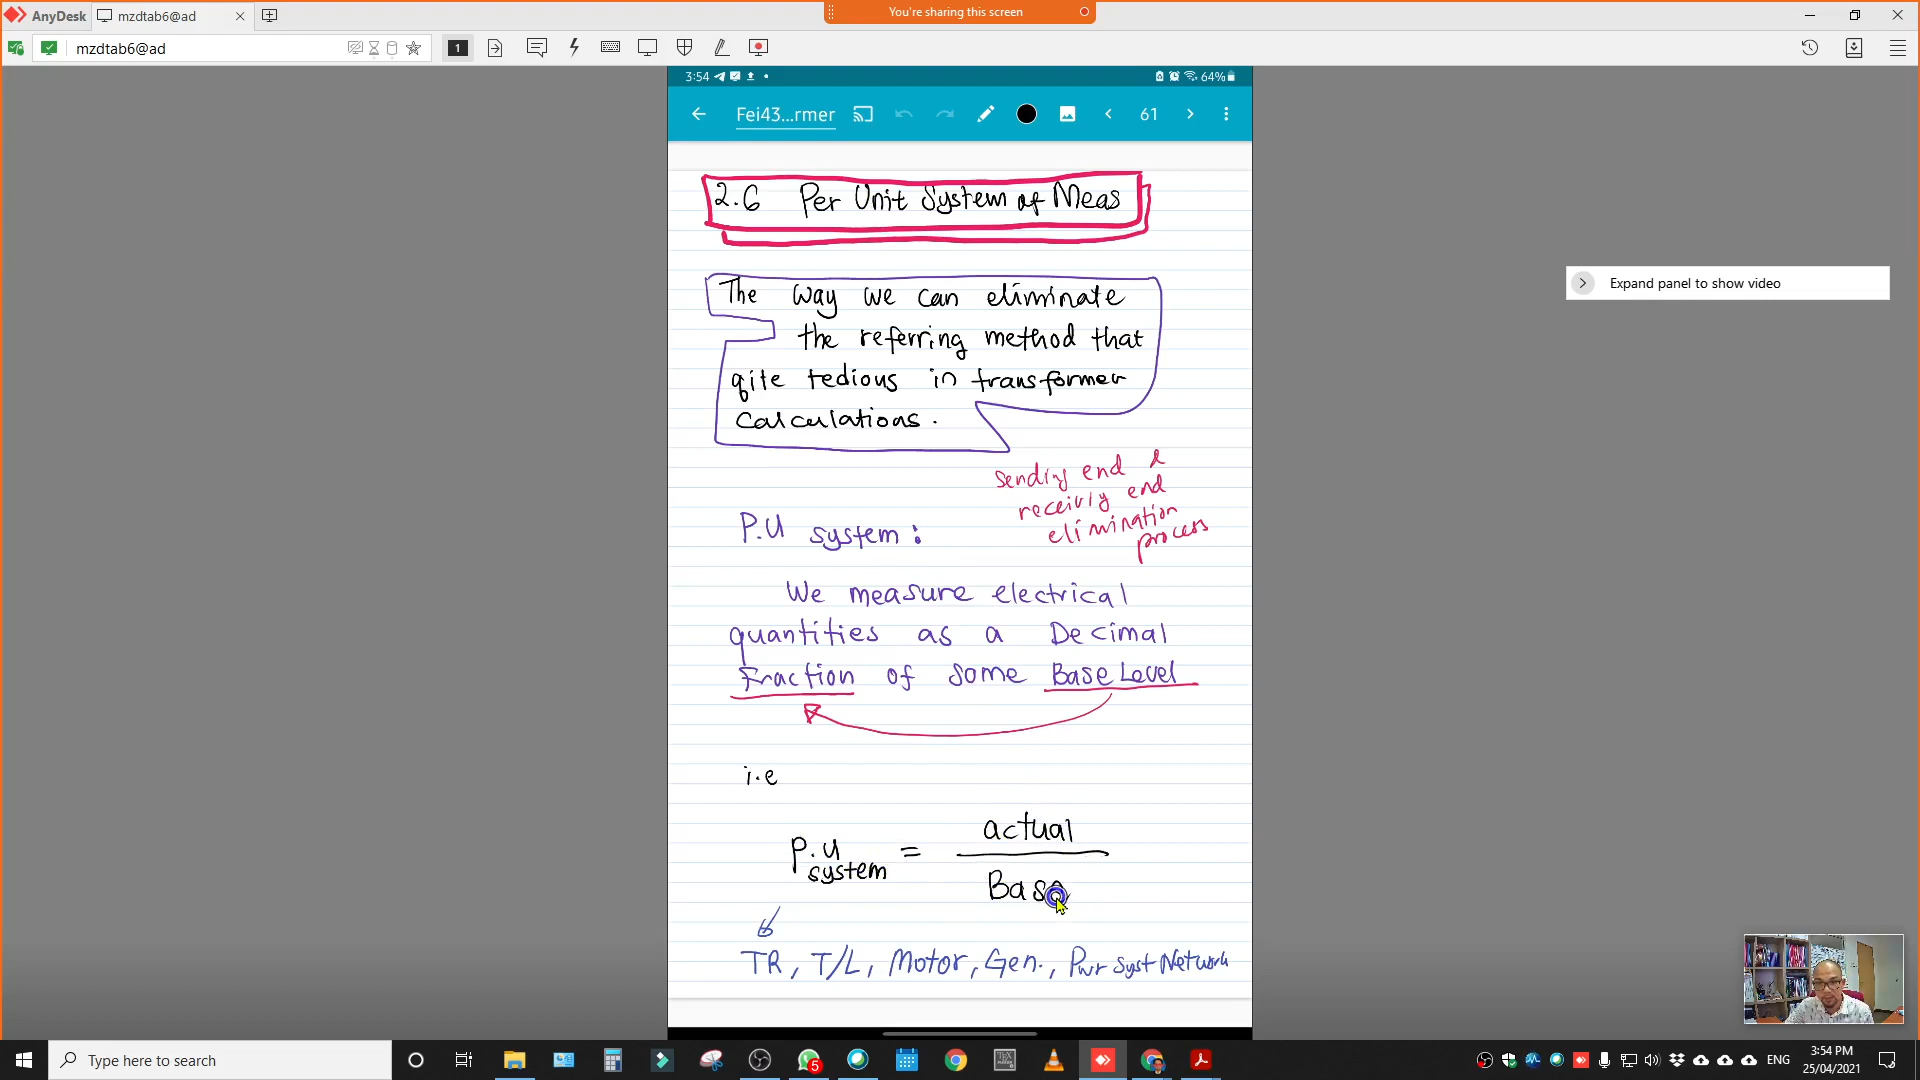 You're sharing this screen
AnyDesk
mzdtab6@ad
mzdtab6@ad
1
3:54
64%
Fei43...rmer
61
2.6 Per Unit System of Meas
The way we can eliminate
the referring method that
qite tedious in transformer
calculations.
sending end &
receivly end
elimination
process
P.U system:
We measure electrical
quantities as a Decimal
Fraction of some Base Level
i.e
P.U system = actual
Base
TR, T/L, Motor, Gen., Pwr Syst Network
Expand panel to show video
Type here to search
5
ENG
3:54 PM
25/04/2021